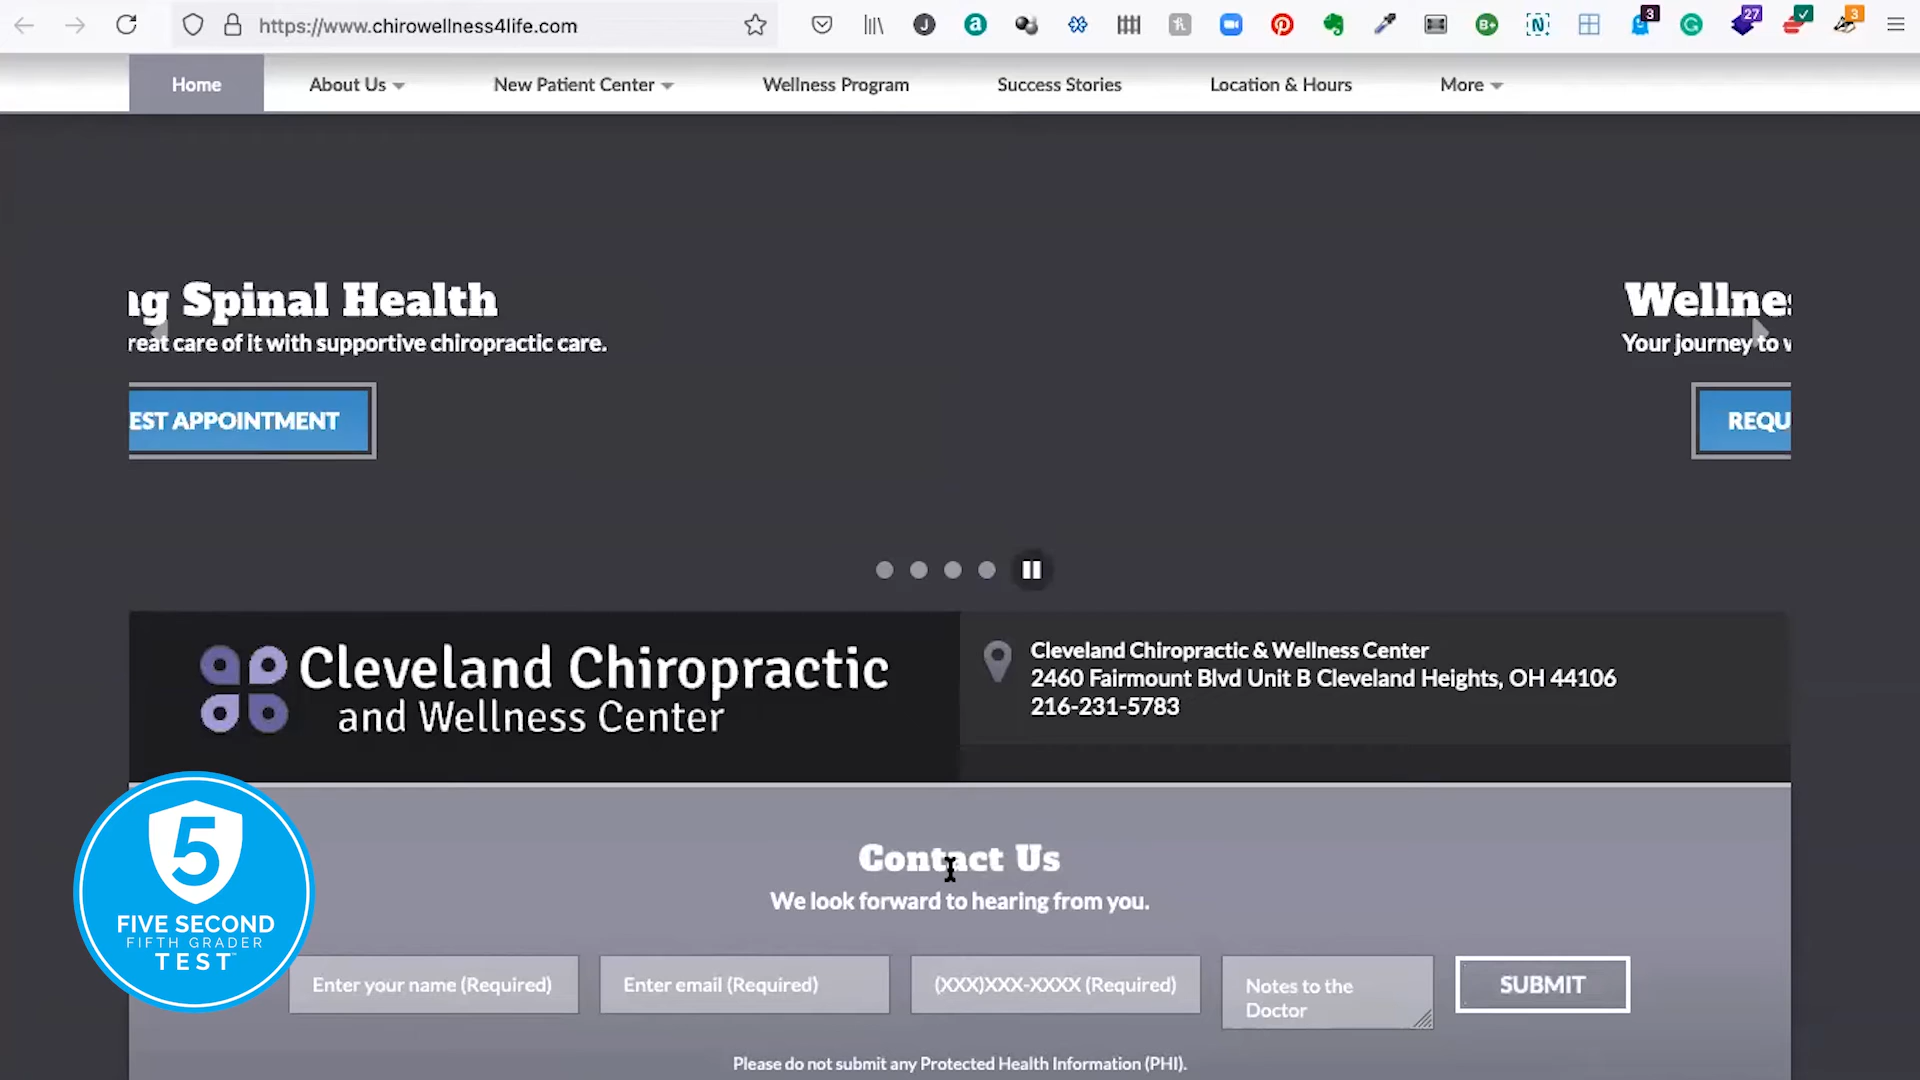 https://www.chirowellness4life.com
3
27
3
Home
About Us
New Patient Center
Wellness Program
Success Stories
Location & Hours
More
ng Spinal Health
reat care of it with supportive chiropractic care.
EST APPOINTMENT
Wellnes
Your journey to v
REQU
Cleveland Chiropractic
and Wellness Center
Cleveland Chiropractic & Wellness Center
2460 Fairmount Blvd Unit B Cleveland Heights, OH 44106
216-231-5783
Contact Us
We look forward to hearing from you.
5
FIVE SECOND
FIFTH GRADER
TEST
Enter your name (Required)
Enter email (Required)
(XXX)XXX-XXXX (Required)
Notes to the
Doctor
SUBMIT
Please do not submit any Protected Health Information (PHI).